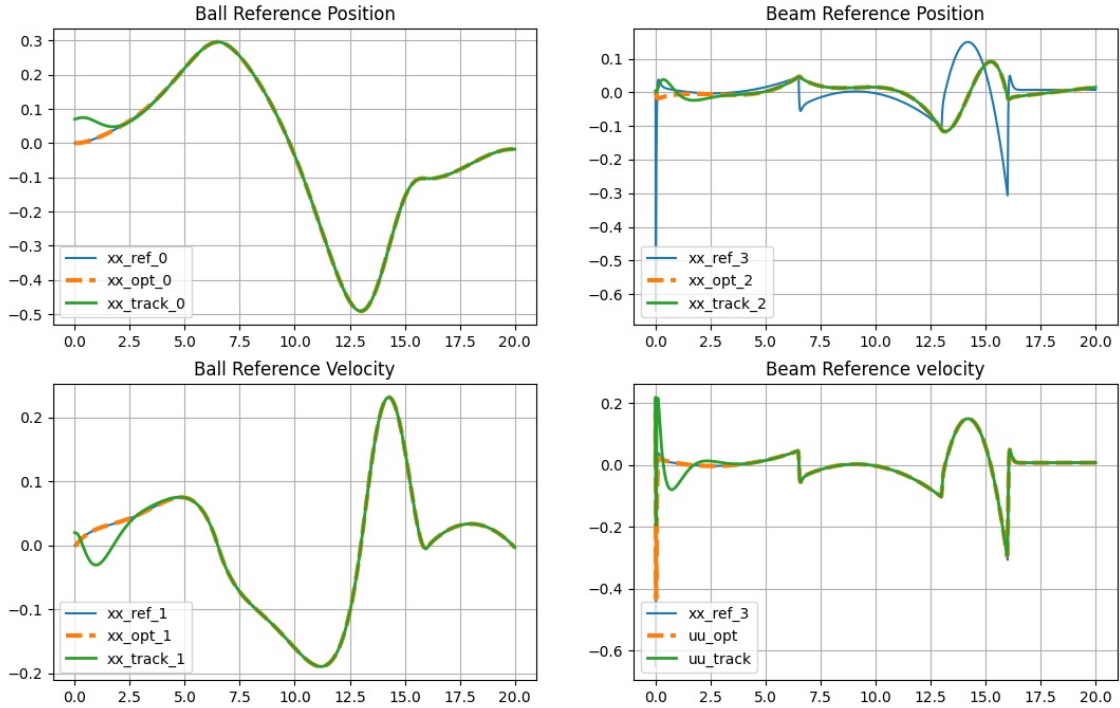 Ball Reference Position
0.3
0.2
0.1
0.0
−0.1
−0.2
−0.3
−0.4
−0.5
xx_ref_0
xx_opt_0
xx_track_0
0.0 2.5 5.0 7.5 10.0 12.5 15.0 17.5 20.0
Beam Reference Position
0.1
0.0
−0.1
−0.2
−0.3
−0.4
−0.5
−0.6
xx_ref_3
xx_opt_2
xx_track_2
0.0 2.5 5.0 7.5 10.0 12.5 15.0 17.5 20.0
Ball Reference Velocity
0.2
0.1
0.0
−0.1
−0.2
xx_ref_1
xx_opt_1
xx_track_1
0.0 2.5 5.0 7.5 10.0 12.5 15.0 17.5 20.0
Beam Reference velocity
0.2
0.0
−0.2
−0.4
−0.6
xx_ref_3
uu_opt
uu_track
0.0 2.5 5.0 7.5 10.0 12.5 15.0 17.5 20.0